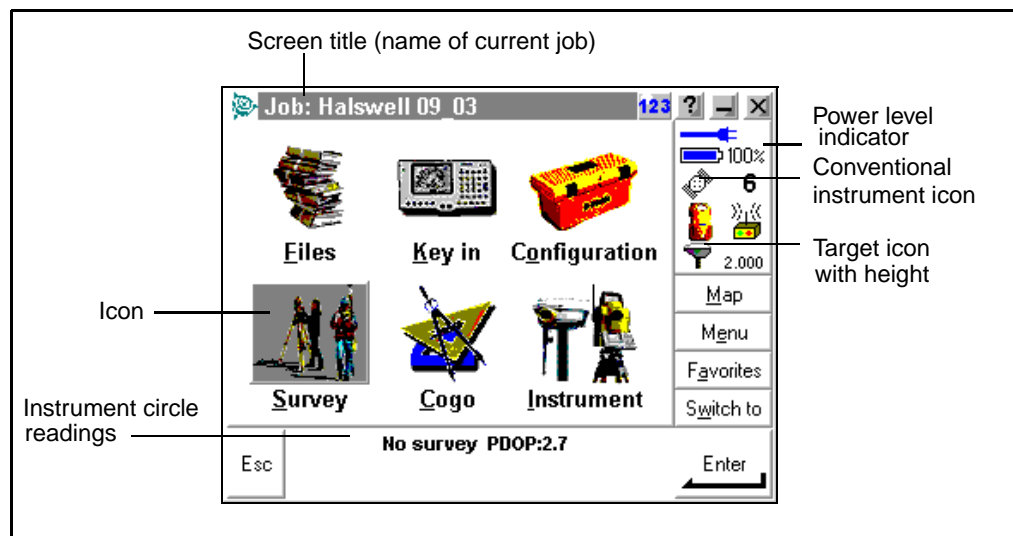 Screen title (name of current job)
Job: Halswell 09_03
123
?
100%
6
2.000
Files
Key in
Configuration
Survey
Cogo
Instrument
Map
Menu
Favorites
Switch to
No survey PDOP:2.7
Esc
Enter
Power level
indicator
Conventional
instrument icon
Target icon
with height
Icon
Instrument circle
readings